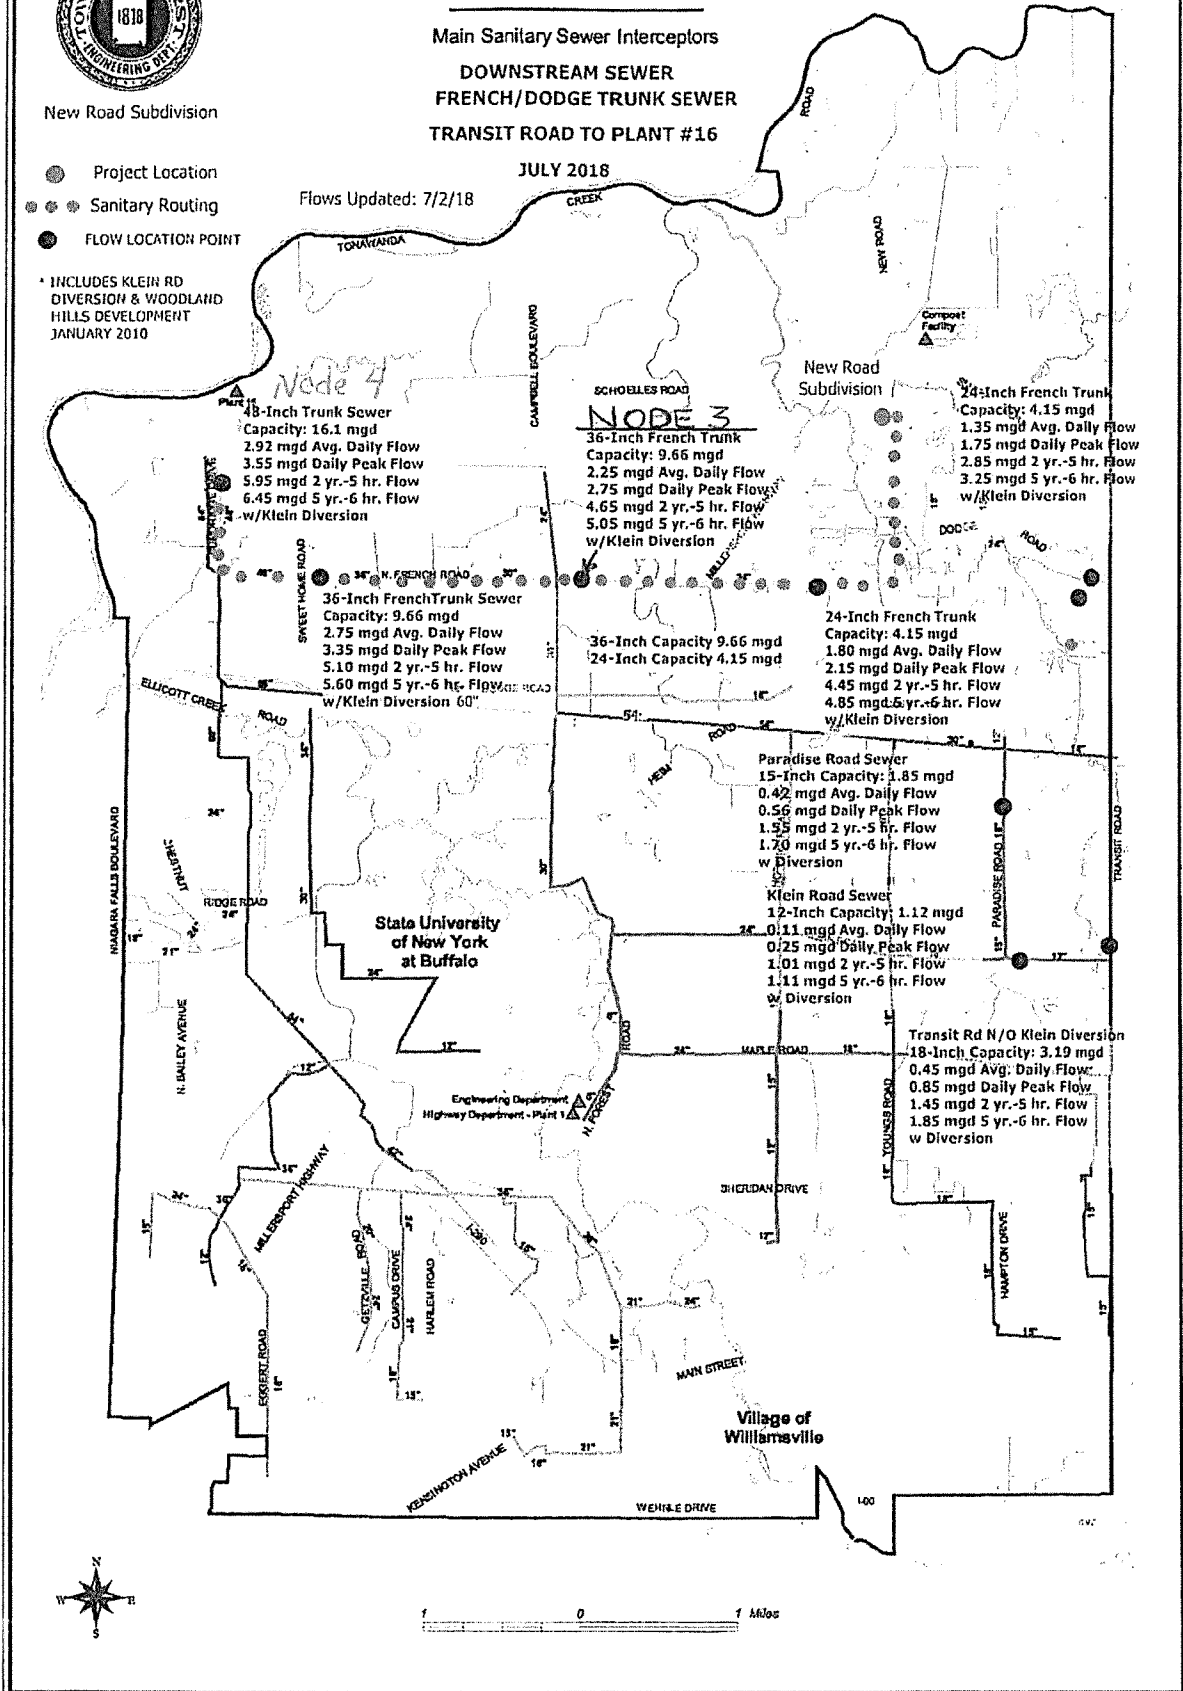 1818
ENGINEERING DEPT.
Main Sanitary Sewer Interceptors
DOWNSTREAM SEWER
FRENCH/DODGE TRUNK SEWER
TRANSIT ROAD TO PLANT #16
JULY 2018
New Road Subdivision
Project Location
Sanitary Routing
FLOW LOCATION POINT
Flows Updated: 7/2/18
* INCLUDES KLEIN RD
DIVERSION & WOODLAND
HILLS DEVELOPMENT
JANUARY 2010
TONAWANDA
CREEK
ROAD
NEW ROAD
Compost
Facility
CAMPBELL BOULEVARD
SCHOELLES ROAD
New Road
Subdivision
Node 4
48-Inch Trunk Sewer
Capacity: 16.1 mgd
2.92 mgd Avg. Daily Flow
3.55 mgd Daily Peak Flow
5.95 mgd 2 yr.-5 hr. Flow
6.45 mgd 5 yr.-6 hr. Flow
w/Klein Diversion
NODE 3
36-Inch French Trunk
Capacity: 9.66 mgd
2.25 mgd Avg. Daily Flow
2.75 mgd Daily Peak Flow
4.65 mgd 2 yr.-5 hr. Flow
5.05 mgd 5 yr.-6 hr. Flow
w/Klein Diversion
24-Inch French Trunk
Capacity: 4.15 mgd
1.35 mgd Avg. Daily Flow
1.75 mgd Daily Peak Flow
2.85 mgd 2 yr.-5 hr. Flow
3.25 mgd 5 yr.-6 hr. Flow
w/Klein Diversion
DODGE
ROAD
SWEET HOME ROAD
N. FRENCH ROAD
36-Inch FrenchTrunk Sewer
Capacity: 9.66 mgd
2.75 mgd Avg. Daily Flow
3.35 mgd Daily Peak Flow
5.10 mgd 2 yr.-5 hr. Flow
5.60 mgd 5 yr.-6 hr. Flow
w/Klein Diversion 60"
36-Inch Capacity 9.66 mgd
24-Inch Capacity 4.15 mgd
24-Inch French Trunk
Capacity: 4.15 mgd
1.80 mgd Avg. Daily Flow
2.15 mgd Daily Peak Flow
4.45 mgd 2 yr.-5 hr. Flow
4.85 mgd 5 yr.-6 hr. Flow
w/Klein Diversion
ELLICOTT CREEK
ROAD
54"
ROAD
HEIM
Paradise Road Sewer
15-Inch Capacity: 1.85 mgd
0.42 mgd Avg. Daily Flow
0.56 mgd Daily Peak Flow
1.55 mgd 2 yr.-5 hr. Flow
1.70 mgd 5 yr.-6 hr. Flow
w Diversion
PARADISE ROAD
TRANSIT ROAD
NIAGARA FALLS BOULEVARD
CHESTNUT
RIDGE ROAD
State University
of New York
at Buffalo
Klein Road Sewer
12-Inch Capacity: 1.12 mgd
0.11 mgd Avg. Daily Flow
0.25 mgd Daily Peak Flow
1.01 mgd 2 yr.-5 hr. Flow
1.11 mgd 5 yr.-6 hr. Flow
w Diversion
N. BAILEY AVENUE
ROAD
MAPLE ROAD
YOUNGS ROAD
Transit Rd N/O Klein Diversion
18-Inch Capacity: 3.19 mgd
0.45 mgd Avg. Daily Flow
0.85 mgd Daily Peak Flow
1.45 mgd 2 yr.-5 hr. Flow
1.85 mgd 5 yr.-6 hr. Flow
w Diversion
Engineering Department
Highway Department - Plant 1
N. FOREST
MILLERSPORT HIGHWAY
SHERIDAN DRIVE
GETZVILLE ROAD
CAMPUS DRIVE
HARLEM ROAD
I-290
HAMPTON DRIVE
EGGERT ROAD
MAIN STREET
Village of
Williamsville
KENSINGTON AVENUE
WEHRLE DRIVE
N
W E
S
1 0 1 Miles